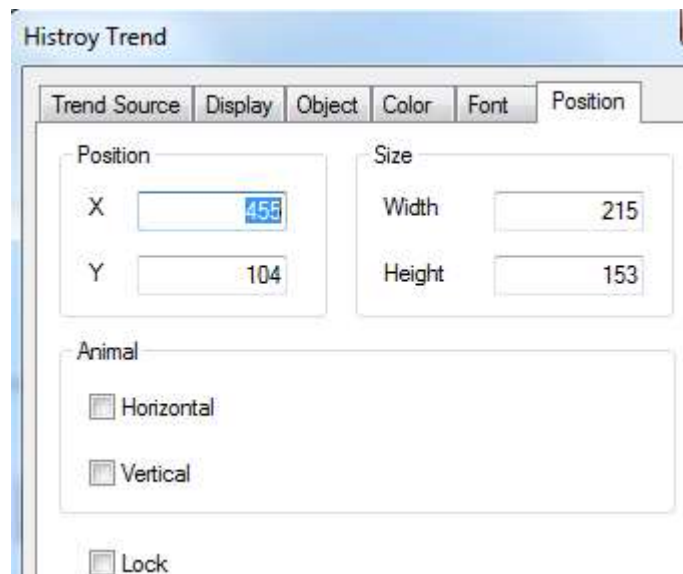 Histroy Trend
Trend Source Display Object Color Font Position
Position Size
X 455 Width 215
Y 104 Height 153
Animal
Horizontal
Vertical
Lock